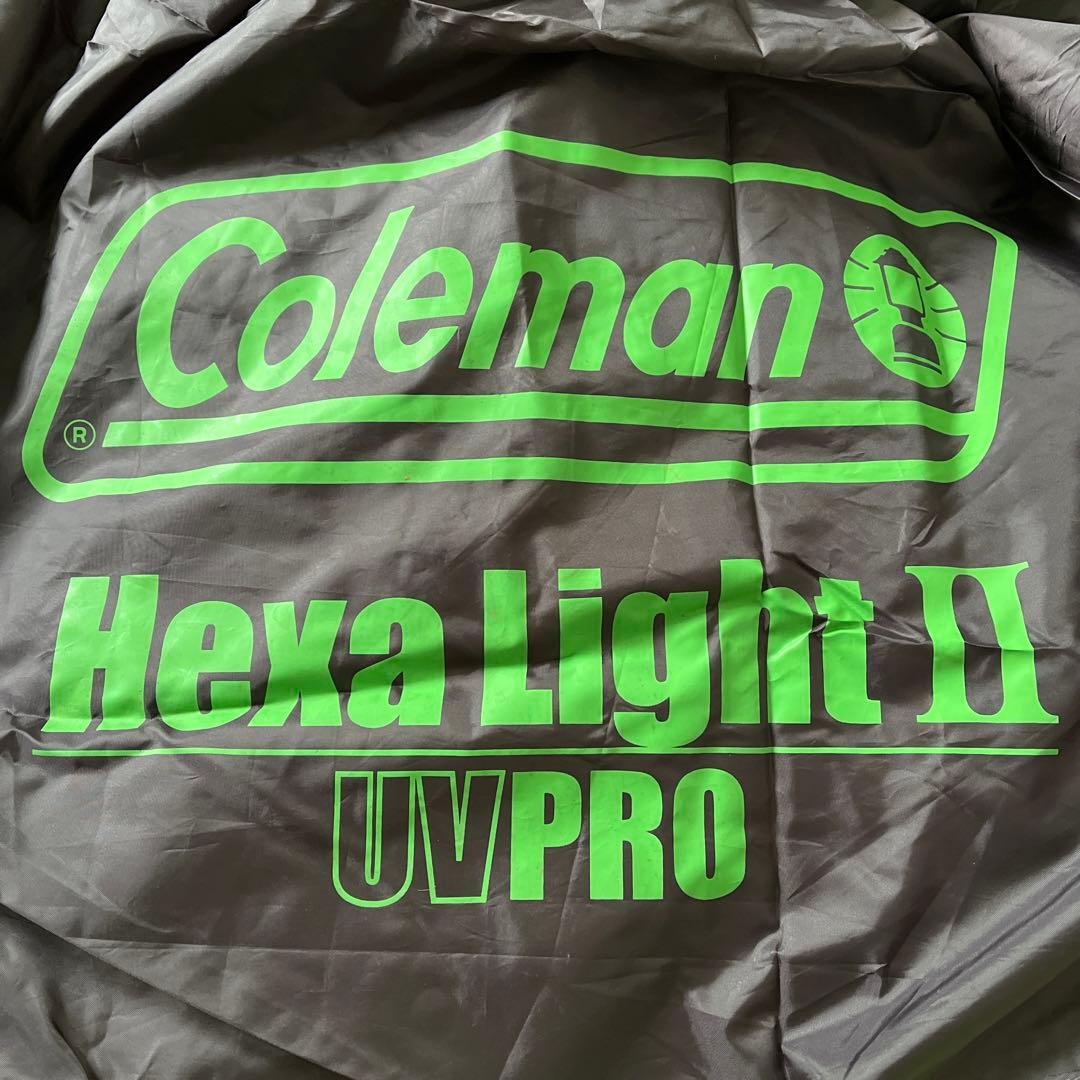 Coleman
®
Hexa Light II
UVPRO